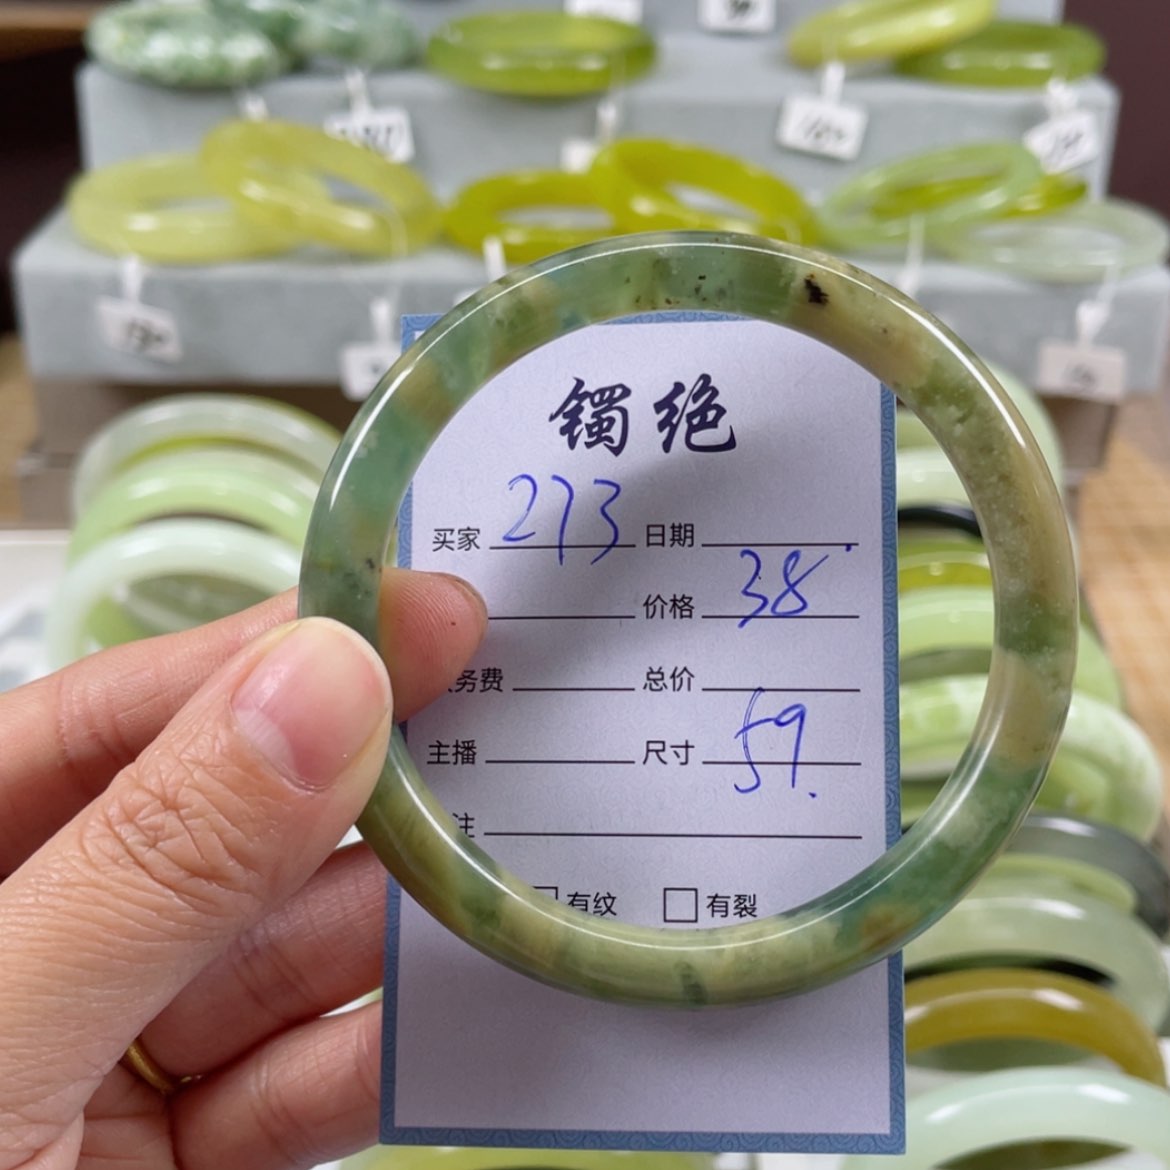 镯绝
买家 273 日期
价格 38
务费 总价
主播 尺寸 59.
注
有纹 有裂